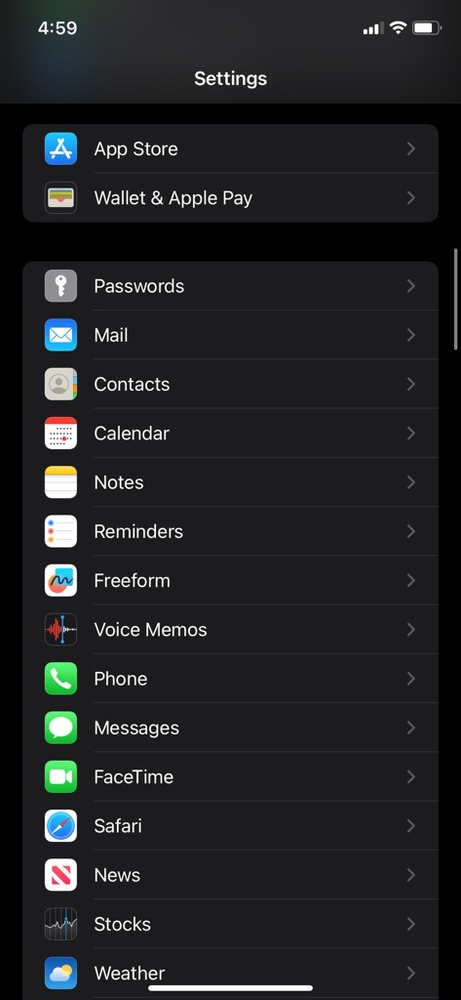 4:59
Settings
App Store
Wallet & Apple Pay
Passwords
Mail
Contacts
Calendar
Notes
Reminders
Freeform
Voice Memos
Phone
Messages
FaceTime
Safari
News
Stocks
Weather